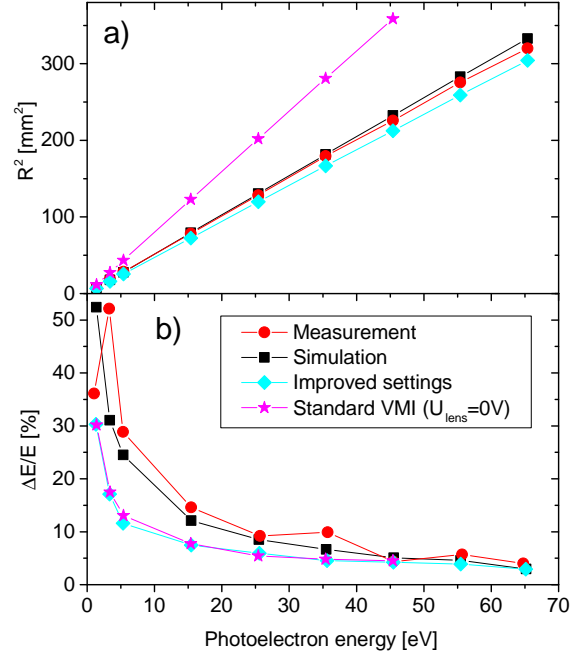 a)
R² [mm²]
300
200
100
0
b)
Measurement
Simulation
Improved settings
Standard VMI (U_lens=0V)
ΔE/E [%]
50
40
30
20
10
0
0 10 20 30 40 50 60 70
Photoelectron energy [eV]